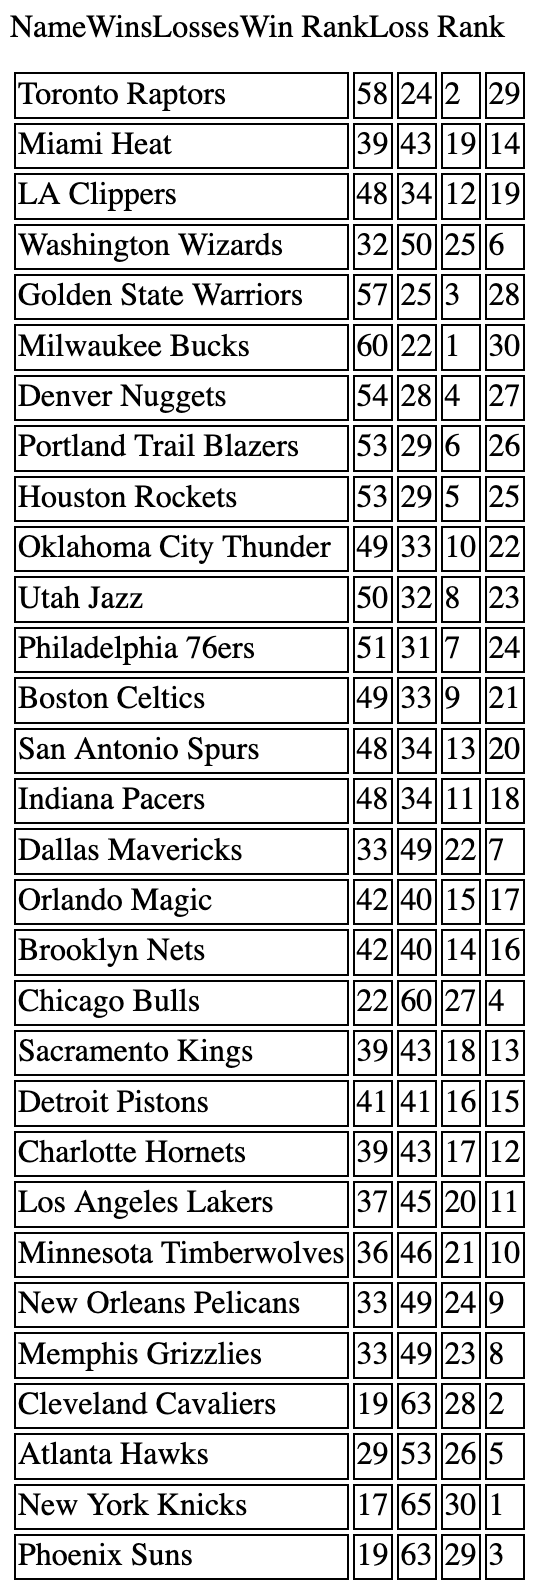 NameWinsLossesWin RankLoss Rank
Toronto Raptors 58 24 2 29
Miami Heat 39 43 19 14
LA Clippers 48 34 12 19
Washington Wizards 32 50 25 6
Golden State Warriors 57 25 3 28
Milwaukee Bucks 60 22 1 30
Denver Nuggets 54 28 4 27
Portland Trail Blazers 53 29 6 26
Houston Rockets 53 29 5 25
Oklahoma City Thunder 49 33 10 22
Utah Jazz 50 32 8 23
Philadelphia 76ers 51 31 7 24
Boston Celtics 49 33 9 21
San Antonio Spurs 48 34 13 20
Indiana Pacers 48 34 11 18
Dallas Mavericks 33 49 22 7
Orlando Magic 42 40 15 17
Brooklyn Nets 42 40 14 16
Chicago Bulls 22 60 27 4
Sacramento Kings 39 43 18 13
Detroit Pistons 41 41 16 15
Charlotte Hornets 39 43 17 12
Los Angeles Lakers 37 45 20 11
Minnesota Timberwolves 36 46 21 10
New Orleans Pelicans 33 49 24 9
Memphis Grizzlies 33 49 23 8
Cleveland Cavaliers 19 63 28 2
Atlanta Hawks 29 53 26 5
New York Knicks 17 65 30 1
Phoenix Suns 19 63 29 3